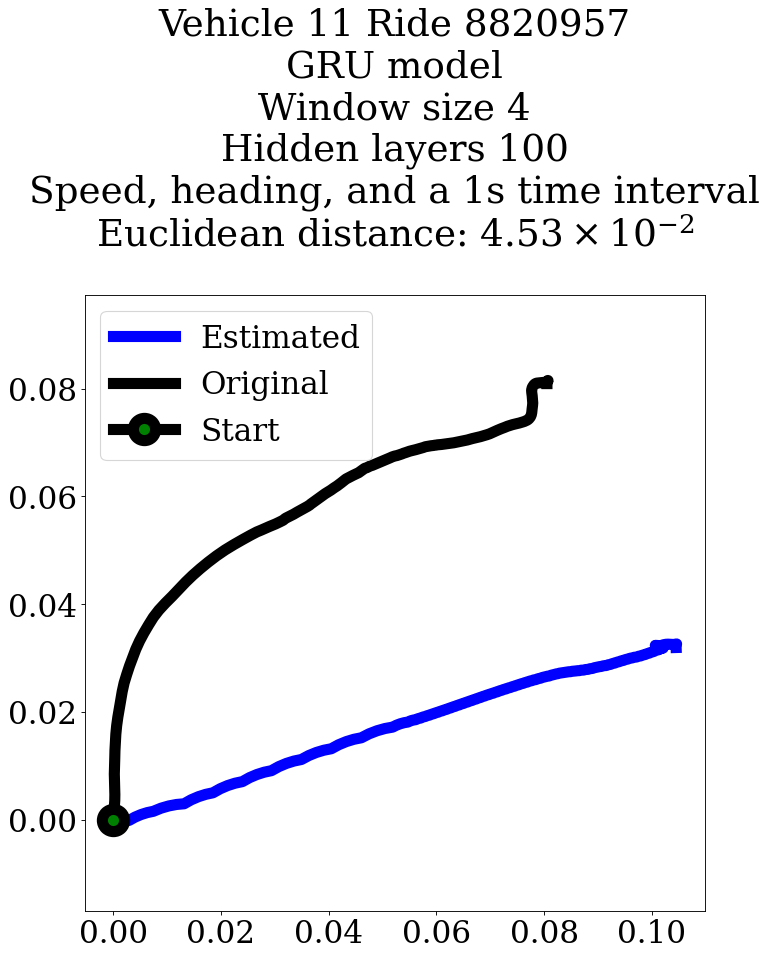 Vehicle 11 Ride 8820957
GRU model
Window size 4
Hidden layers 100
Speed, heading, and a 1s time interval
Euclidean distance: 4.53 × 10⁻²
Estimated
Original
Start
0.08
0.06
0.04
0.02
0.00
0.00 0.02 0.04 0.06 0.08 0.10